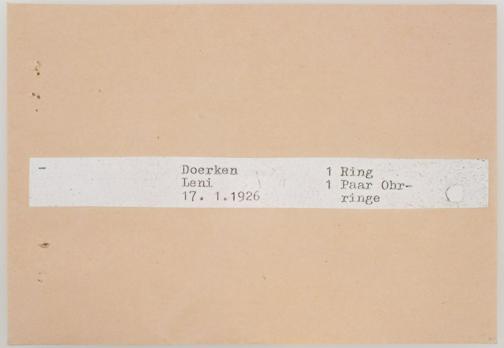 - Doerken 1 Ring
Leni 1 Paar Ohr-
17. 1.1926 ringe